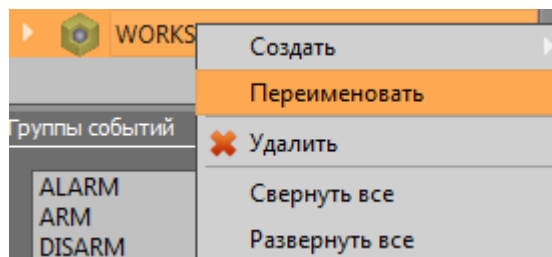 WORKS
Создать
Переименовать
Группы событий
Удалить
ALARM
Свернуть все
ARM
DISARM
Развернуть все